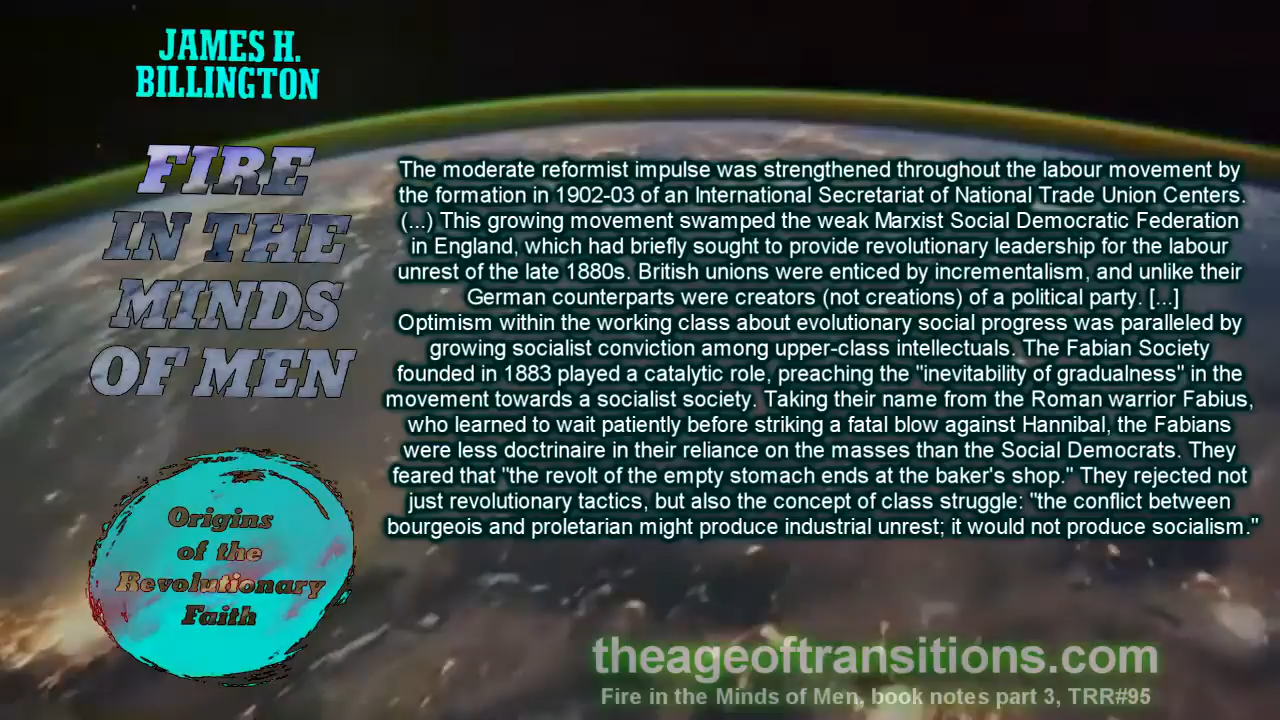 JAMES H.
BILLINGTON
FIRE
IN THE
MINDS
OF MEN
Origins
of the
Revolutionary
Faith
The moderate reformist impulse was strengthened throughout the labour movement by
the formation in 1902-03 of an International Secretariat of National Trade Union Centers.
(...) This growing movement swamped the weak Marxist Social Democratic Federation
in England, which had briefly sought to provide revolutionary leadership for the labour
unrest of the late 1880s. British unions were enticed by incrementalism, and unlike their
German counterparts were creators (not creations) of a political party. [...]
Optimism within the working class about evolutionary social progress was paralleled by
growing socialist conviction among upper-class intellectuals. The Fabian Society
founded in 1883 played a catalytic role, preaching the "inevitability of gradualness" in the
movement towards a socialist society. Taking their name from the Roman warrior Fabius,
who learned to wait patiently before striking a fatal blow against Hannibal, the Fabians
were less doctrinaire in their reliance on the masses than the Social Democrats. They
feared that "the revolt of the empty stomach ends at the baker's shop." They rejected not
just revolutionary tactics, but also the concept of class struggle: "the conflict between
bourgeois and proletarian might produce industrial unrest; it would not produce socialism."
theageoftransitions.com
Fire in the Minds of Men, book notes part 3, TRR#95